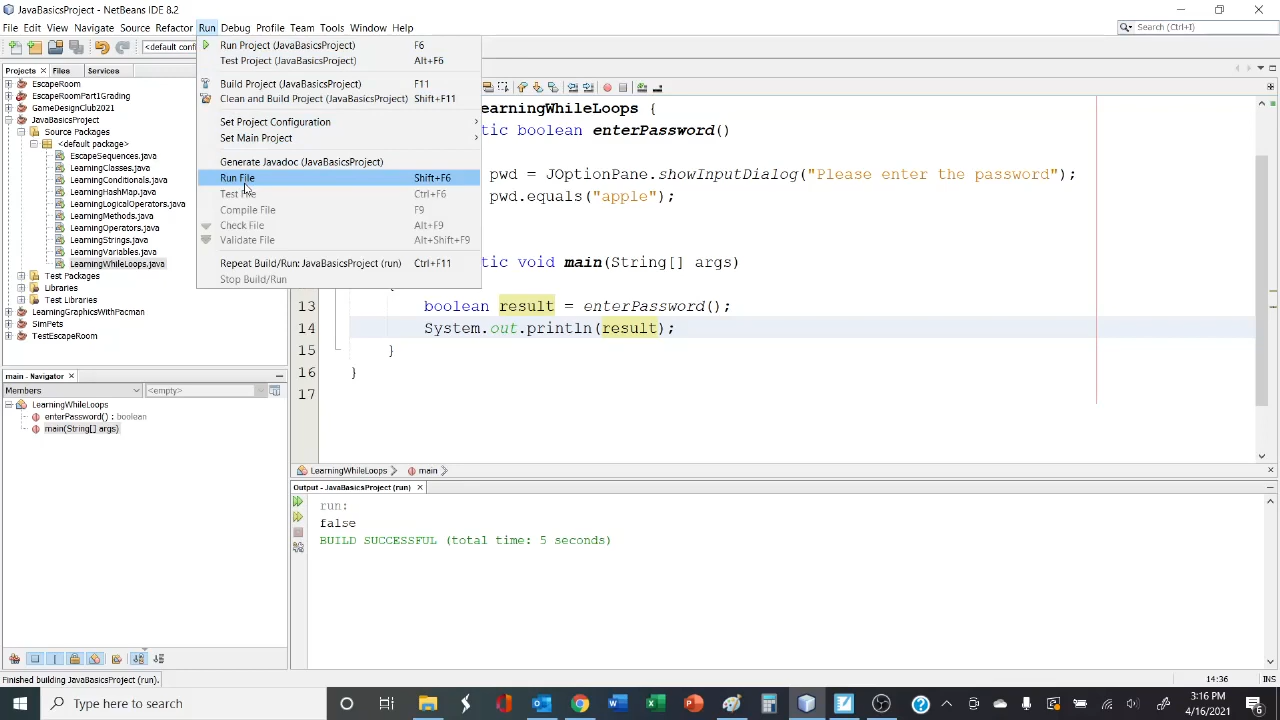 JavaBasicsProject - NetBeans IDE 8.2
File Edit View Navigate Source Refactor Run Debug Profile Team Tools Window Help
Search (Ctrl+I)
<default conf
Run Project (JavaBasicsProject) F6
Test Project (JavaBasicsProject) Alt+F6
Build Project (JavaBasicsProject) F11
Clean and Build Project (JavaBasicsProject) Shift+F11
Set Project Configuration
Set Main Project
Generate Javadoc (JavaBasicsProject)
Run File Shift+F6
Test File Ctrl+F6
Compile File F9
Check File Alt+F9
Validate File Alt+Shift+F9
Repeat Build/Run: JavaBasicsProject (run) Ctrl+F11
Stop Build/Run
Projects Files Services
EscapeRoom
EscapeRoomPart1Grading
GameDesignClub2021
JavaBasicsProject
Source Packages
<default package>
EscapeSequences.java
LearningClasses.java
LearningConditionals.java
LearningHashMap.java
LearningLogicalOperators.java
LearningMethods.java
LearningOperators.java
LearningStrings.java
LearningVariables.java
LearningWhileLoops.java
Test Packages
Libraries
Test Libraries
LearningGraphicsWithPacman
SimPets
TestEscapeRoom
earningWhileLoops {
tic boolean enterPassword()
pwd = JOptionPane.showInputDialog("Please enter the password");
pwd.equals("apple");
tic void main(String[] args)
{
13 boolean result = enterPassword();
14 System.out.println(result);
15 }
16 }
17
main - Navigator
Members <empty>
LearningWhileLoops
enterPassword() : boolean
main(String[] args)
LearningWhileLoops main
Output - JavaBasicsProject (run)
run:
false
BUILD SUCCESSFUL (total time: 5 seconds)
Finished building JavaBasicsProject (run).
14:36 INS
Type here to search
3:16 PM
4/16/2021
6